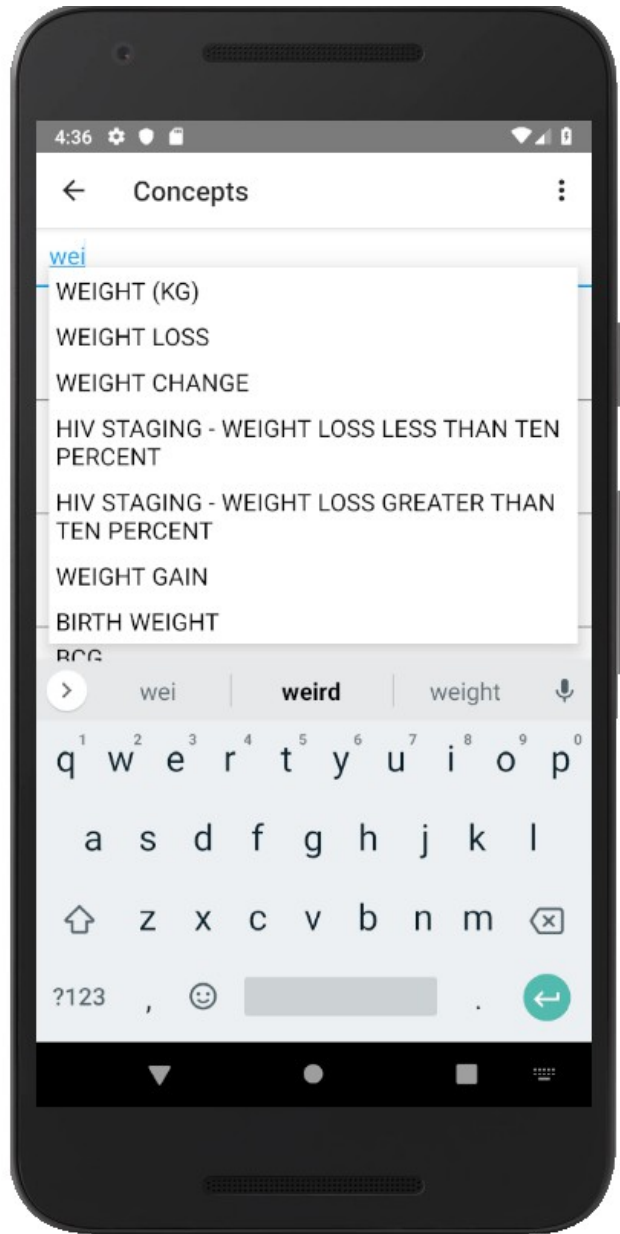 4:36
Concepts
wei
WEIGHT (KG)
WEIGHT LOSS
WEIGHT CHANGE
HIV STAGING - WEIGHT LOSS LESS THAN TEN
PERCENT
HIV STAGING - WEIGHT LOSS GREATER THAN
TEN PERCENT
WEIGHT GAIN
BIRTH WEIGHT
BCG
wei weird weight
1 2 3 4 5 6 7 8 9 0
q w e r t y u i o p
a s d f g h j k l
z x c v b n m
?123 , .